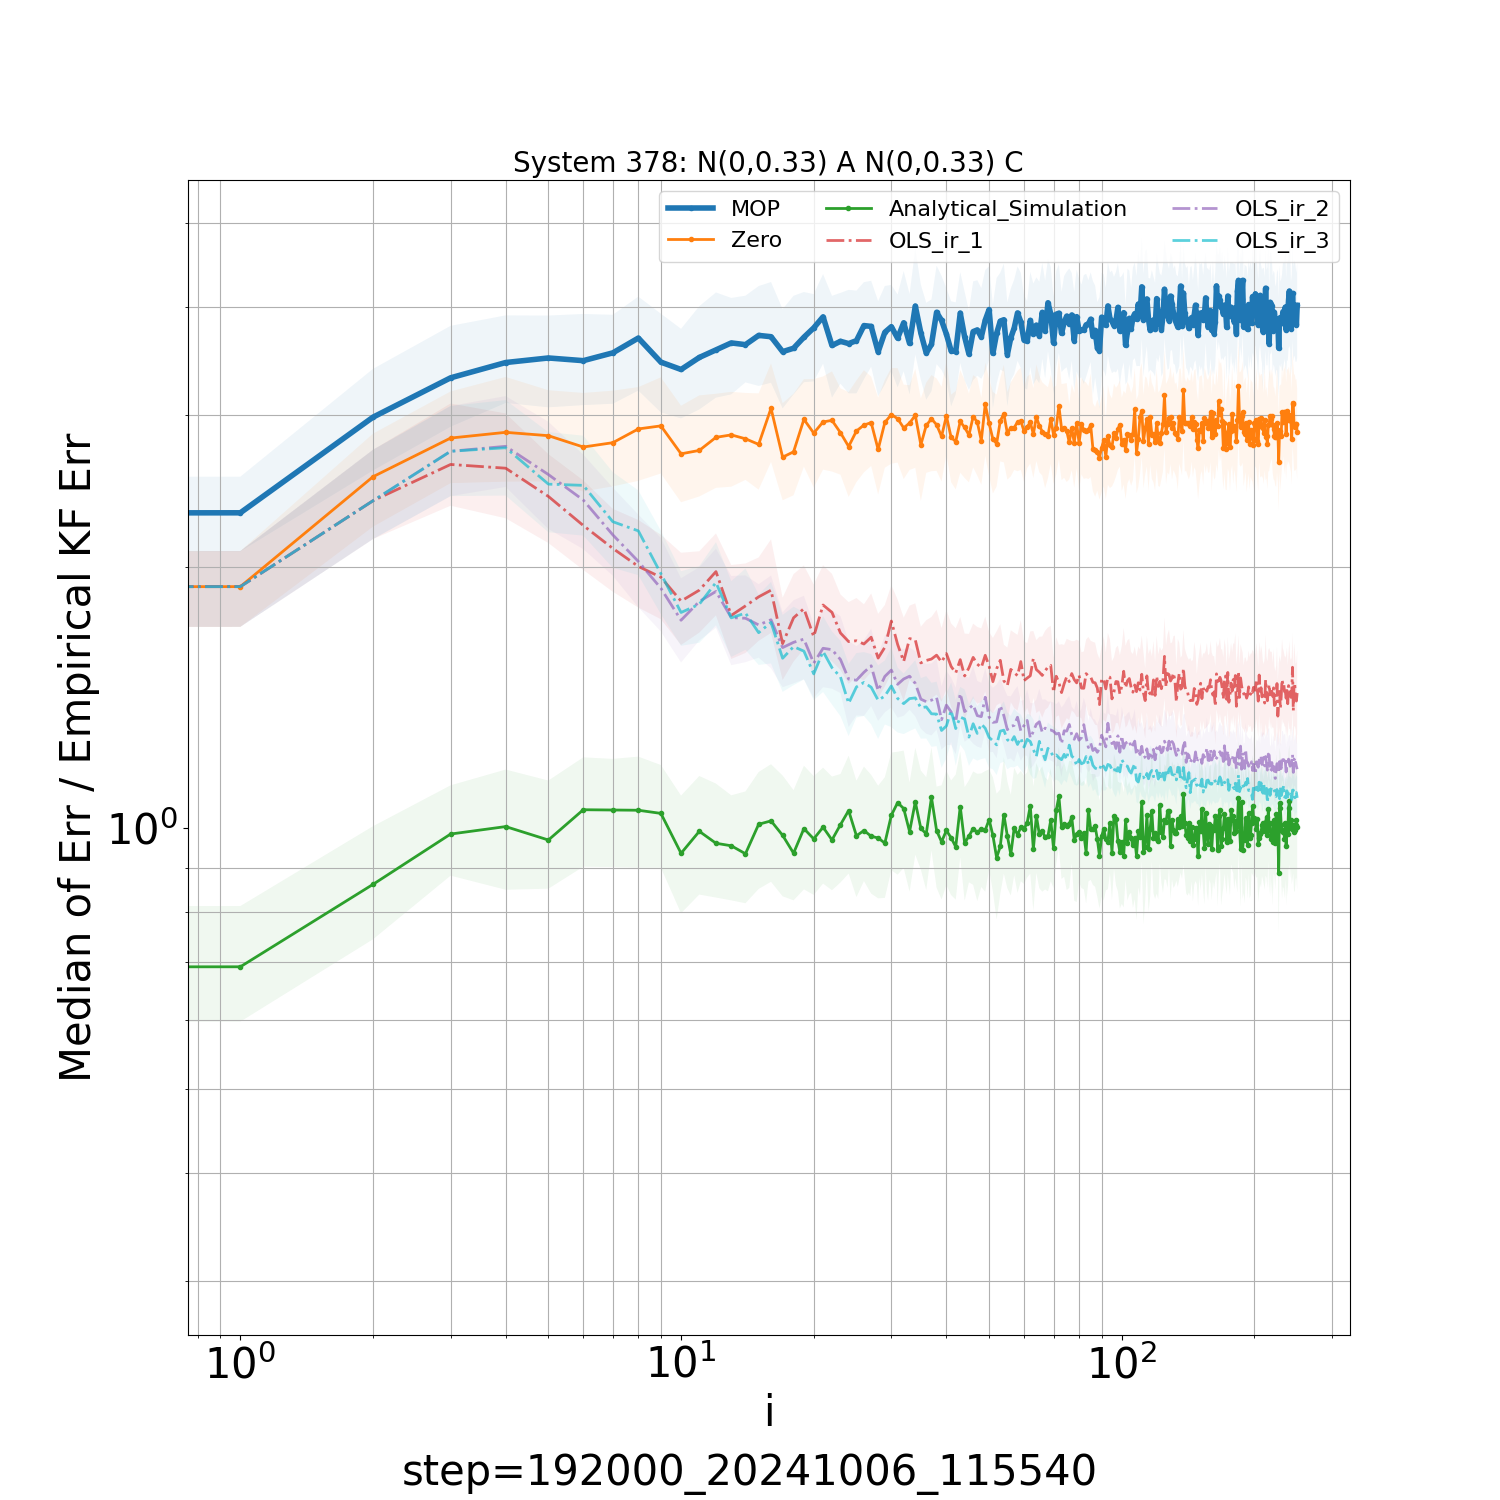 System 378: N(0,0.33) A N(0,0.33) C
MOP
Zero
Analytical_Simulation
OLS_ir_1
OLS_ir_2
OLS_ir_3
Median of Err / Empirical KF Err
10⁰
10⁰ 10¹ 10²
i
step=192000_20241006_115540